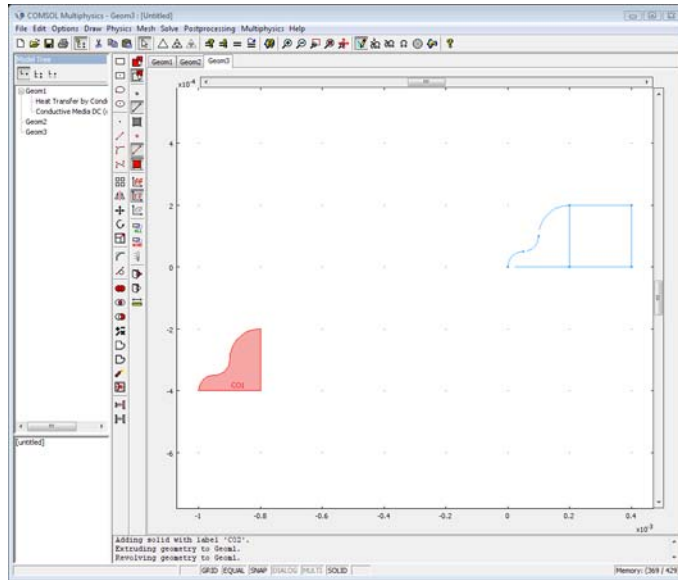 COMSOL Multiphysics - Geom3 : [Untitled]
File Edit Options Draw Physics Mesh Solve Postprocessing Multiphysics Help
Model Tree
Geom1 Geom2 Geom3
Geom1
Heat Transfer by Condu
Conductive Media DC (
Geom2
Geom3
x10⁻⁴
4
2
0
-2
-4
-6
CO1
-1 -0.8 -0.6 -0.4 -0.2 0 0.2 0.4
x10⁻³
[untitled]
Adding solid with label 'CO2'.
Extruding geometry to Geom1.
Revolving geometry to Geom1.
GRID EQUAL SNAP DIALOG MULTI SOLID
Memory: (369 / 429